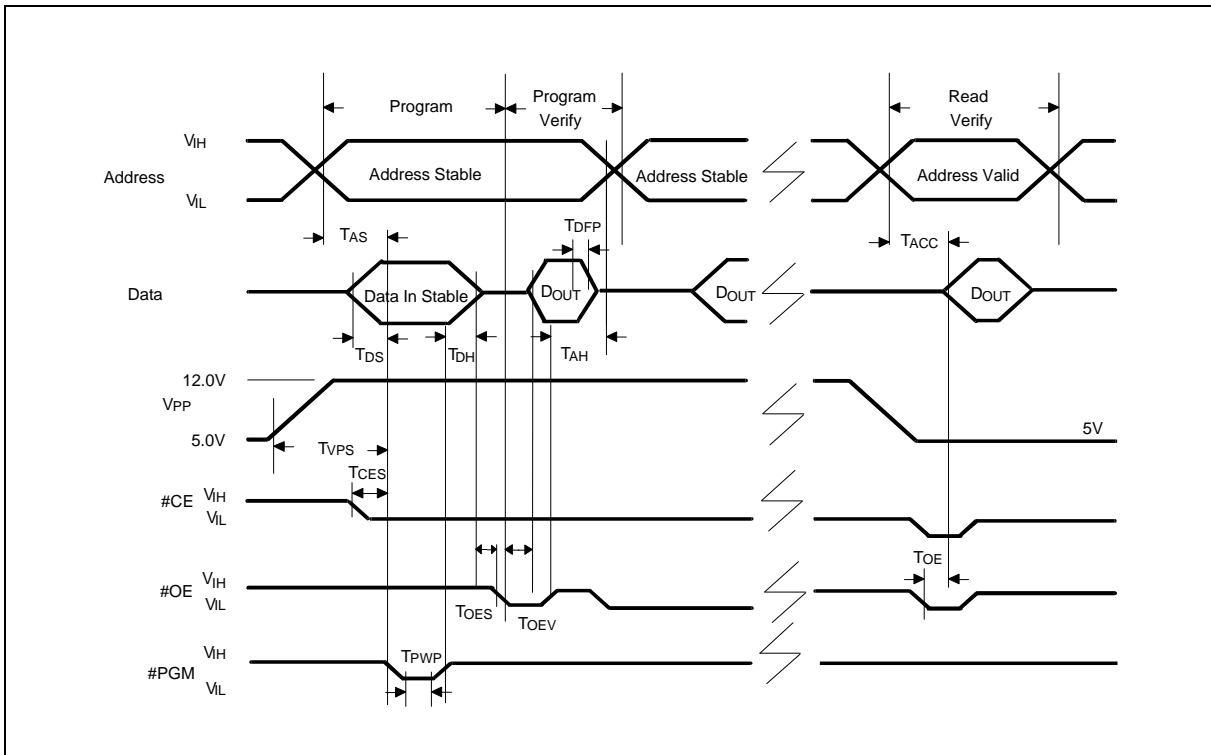 Program
Program
Verify
Read
Verify
VIH
Address
VIL
Address Stable
Address Stable
Address Valid
TAS
TDFP
TACC
Data
Data In Stable
DOUT
DOUT
DOUT
TDS
TDH
TAH
12.0V
VPP
5.0V
5V
TVPS
TCES
#CE
VIH
VIL
TOE
#OE
VIH
VIL
TOES
TOEV
#PGM
VIH
VIL
TPWP